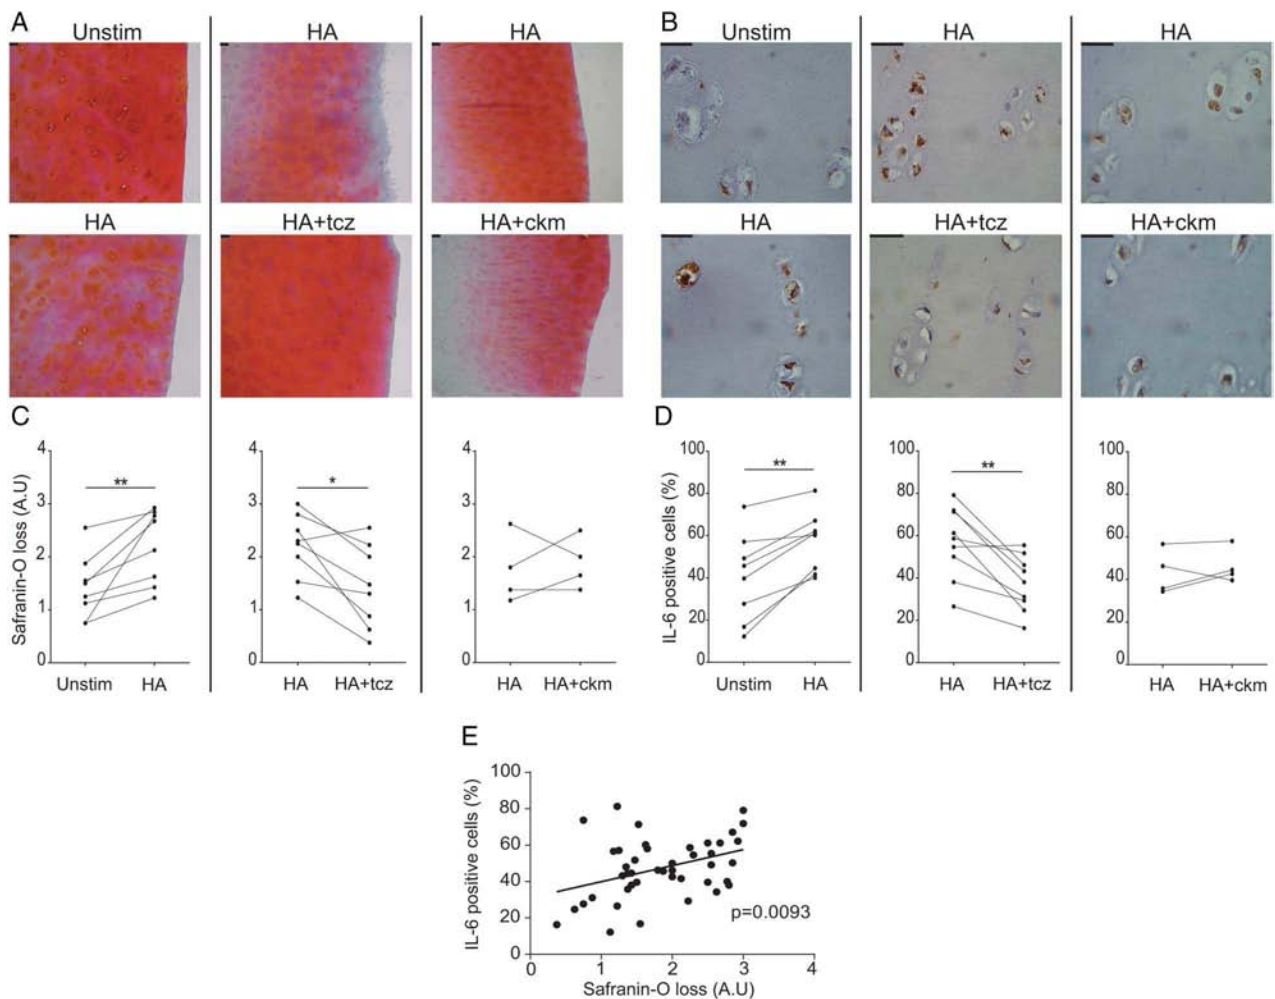 A
Unstim
HA
HA
HA
HA+tcz
HA+ckm
B
Unstim
HA
HA
HA
HA+tcz
HA+ckm
C
Safranin-O loss (A.U)
4
3
2
1
0
**
Unstim
HA
4
3
2
1
0
*
HA
HA+tcz
4
3
2
1
0
HA
HA+ckm
D
IL-6 positive cells (%)
100
80
60
40
20
0
**
Unstim
HA
100
80
60
40
20
0
**
HA
HA+tcz
100
80
60
40
20
0
HA
HA+ckm
E
IL-6 positive cells (%)
100
80
60
40
20
0
p=0.0093
0
1
2
3
4
Safranin-O loss (A.U)